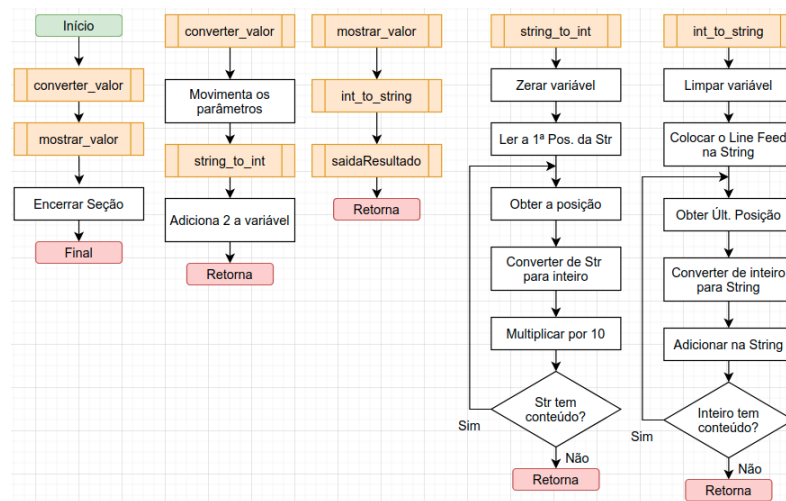 Início
converter_valor
mostrar_valor
Encerrar Seção
Final
converter_valor
Movimenta os
parâmetros
string_to_int
Adiciona 2 a variável
Retorna
mostrar_valor
int_to_string
saidaResultado
Retorna
string_to_int
Zerar variável
Ler a 1ª Pos. da Str
Obter a posição
Converter de Str
para inteiro
Multiplicar por 10
Str tem
conteúdo?
Sim
Não
Retorna
int_to_string
Limpar variável
Colocar o Line Feed
na String
Obter Últ. Posição
Converter de inteiro
para String
Adicionar na String
Inteiro tem
conteúdo?
Sim
Não
Retorna